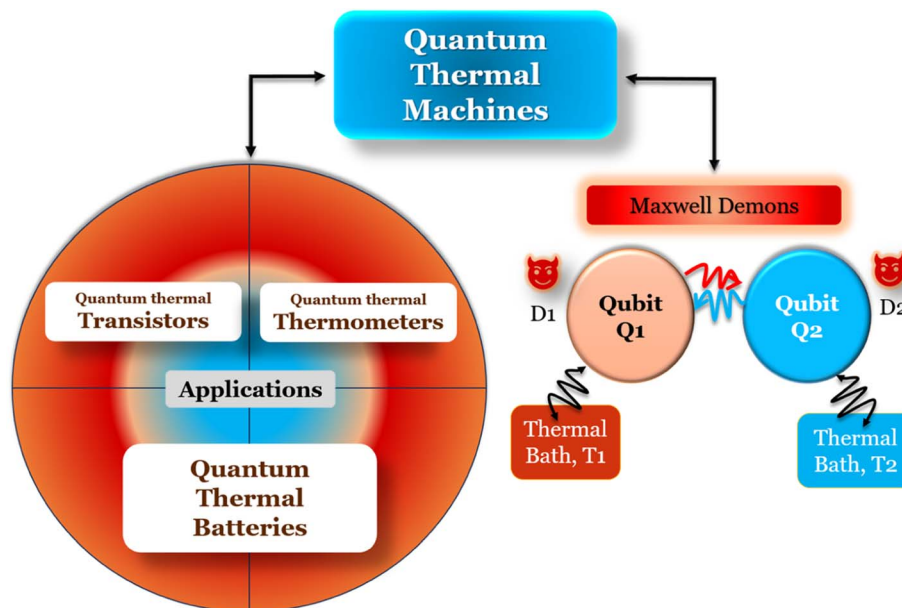 Quantum
Thermal
Machines
Maxwell Demons
Quantum thermal
Transistors
Quantum thermal
Thermometers
Applications
Quantum
Thermal
Batteries
D1
Qubit
Q1
Qubit
Q2
D2
Thermal
Bath, T1
Thermal
Bath, T2